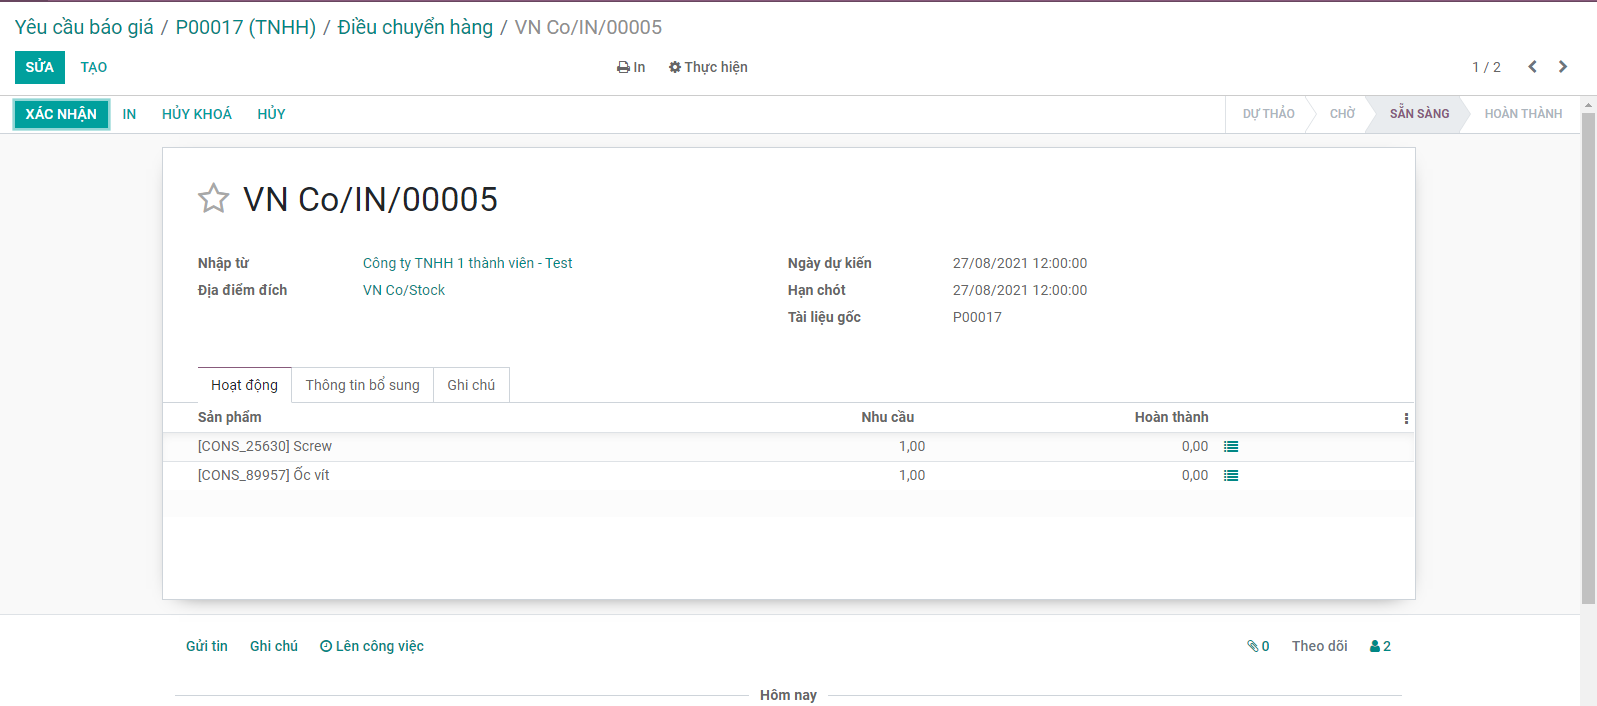 Yêu cầu báo giá / P00017 (TNHH) / Điều chuyển hàng / VN Co/IN/00005
SỬA TẠO In Thực hiện 1 / 2
XÁC NHẬN IN HỦY KHOÁ HỦY DỰ THẢO CHỜ SẴN SÀNG HOÀN THÀNH
VN Co/IN/00005
Nhập từ Công ty TNHH 1 thành viên - Test Ngày dự kiến 27/08/2021 12:00:00
Địa điểm đích VN Co/Stock Hạn chót 27/08/2021 12:00:00
Tài liệu gốc P00017
Hoạt động Thông tin bổ sung Ghi chú
Sản phẩm Nhu cầu Hoàn thành
[CONS_25630] Screw 1,00 0,00
[CONS_89957] Ốc vít 1,00 0,00
Gửi tin Ghi chú Lên công việc 0 Theo dõi 2
Hôm nay